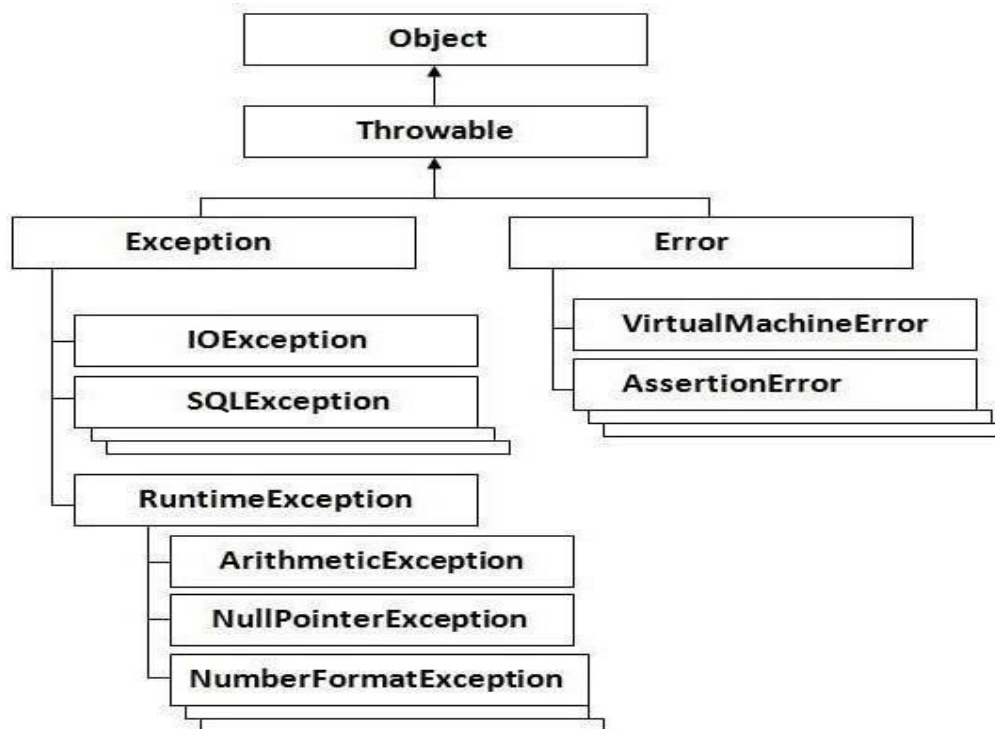 Object
Throwable
Exception
Error
IOException
SQLException
RuntimeException
ArithmeticException
NullPointerException
NumberFormatException
VirtualMachineError
AssertionError